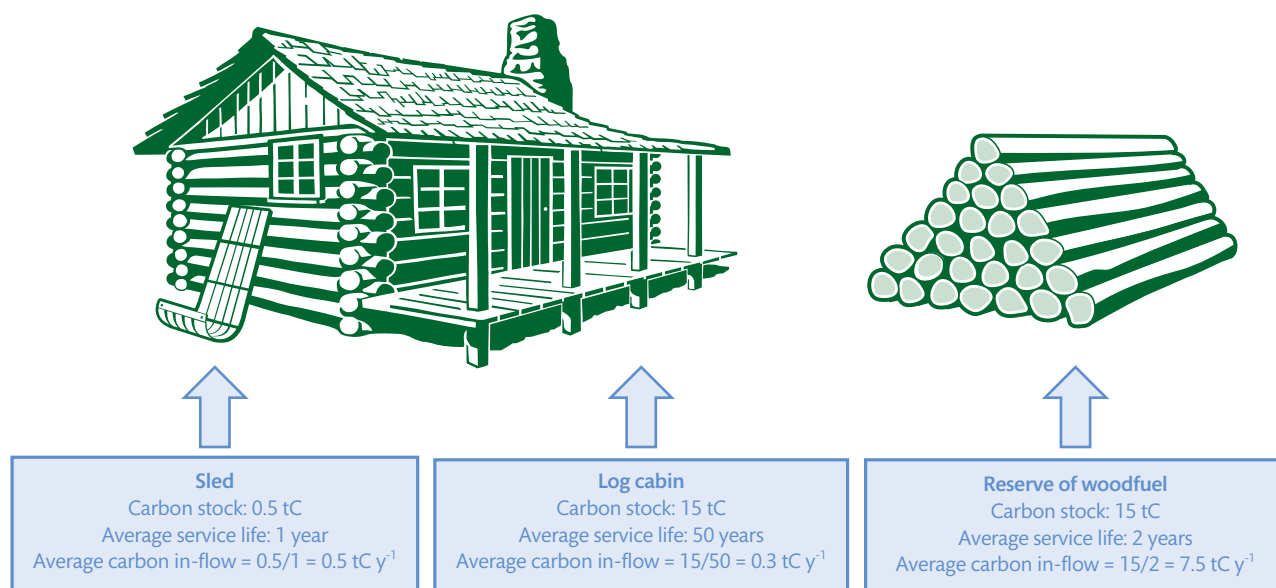 Sled
Carbon stock: 0.5 tC
Average service life: 1 year
Average carbon in-flow = 0.5/1 = 0.5 tC y⁻¹
Log cabin
Carbon stock: 15 tC
Average service life: 50 years
Average carbon in-flow = 15/50 = 0.3 tC y⁻¹
Reserve of woodfuel
Carbon stock: 15 tC
Average service life: 2 years
Average carbon in-flow = 15/2 = 7.5 tC y⁻¹